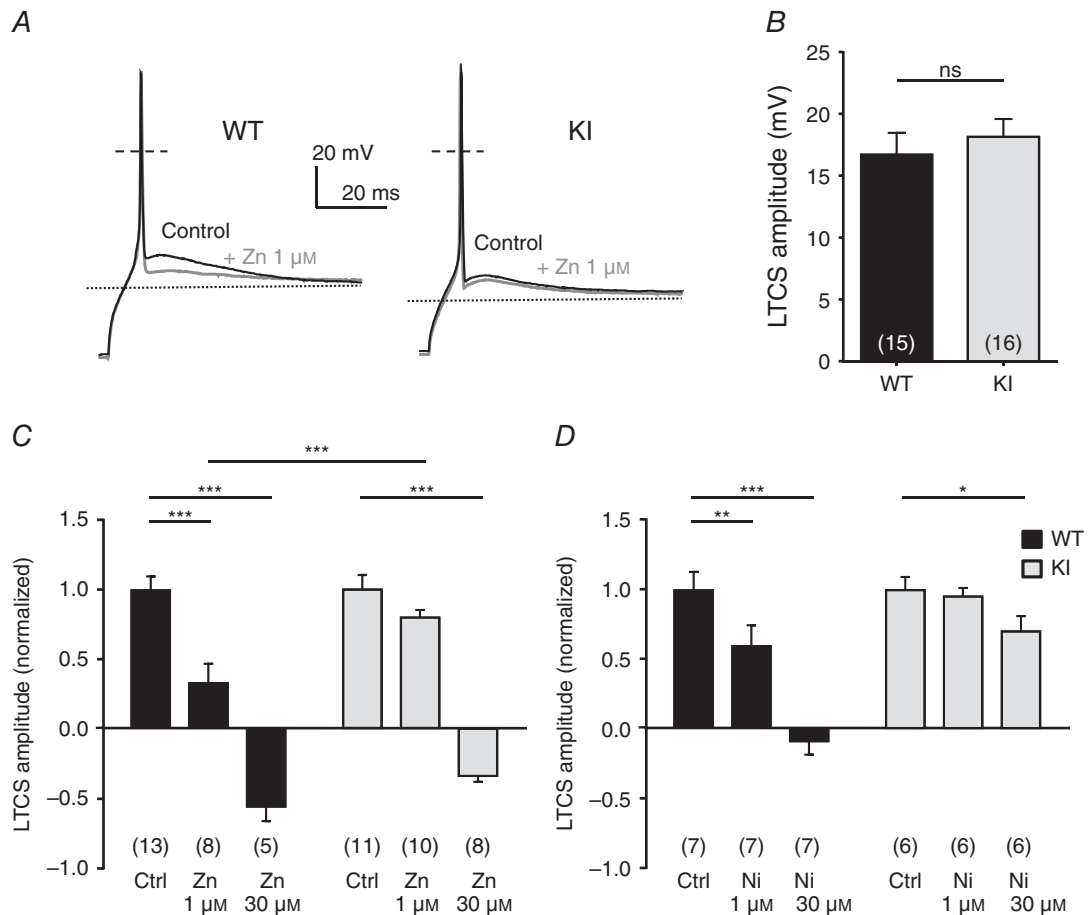 A
WT
KI
20 mV
20 ms
Control
+ Zn 1 μM
Control
+ Zn 1 μM
B
LTCS amplitude (mV)
25
20
15
10
5
0
ns
(15)
(16)
WT
KI
C
***
***
***
***
LTCS amplitude (normalized)
1.5
1.0
0.5
0.0
–0.5
–1.0
(13) (8) (5) (11) (10) (8)
Ctrl Zn Zn Ctrl Zn Zn
1 μM 30 μM 1 μM 30 μM
D
*** *
**
WT
KI
LTCS amplitude (normalized)
1.5
1.0
0.5
0.0
–0.5
–1.0
(7) (7) (7) (6) (6) (6)
Ctrl Ni Ni Ctrl Ni Ni
1 μM 30 μM 1 μM 30 μM